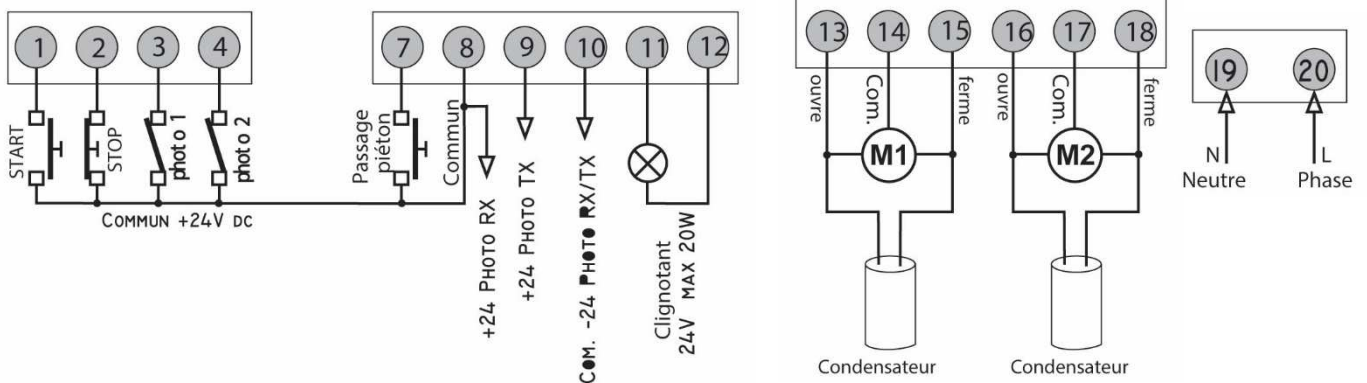 1 2 3 4
START
STOP
photo 1
photo 2
COMMUN +24V DC
7 8 9 10 11 12
Passage
piéton
Commun
+24 PHOTO RX
+24 PHOTO TX
COM. -24 PHOTO RX/TX
Clignotant
24V MAX 20W
13 14 15 16 17 18
ouvre
Com.
ferme
ouvre
Com.
ferme
M1
M2
Condensateur
Condensateur
19 20
N
Neutre
L
Phase